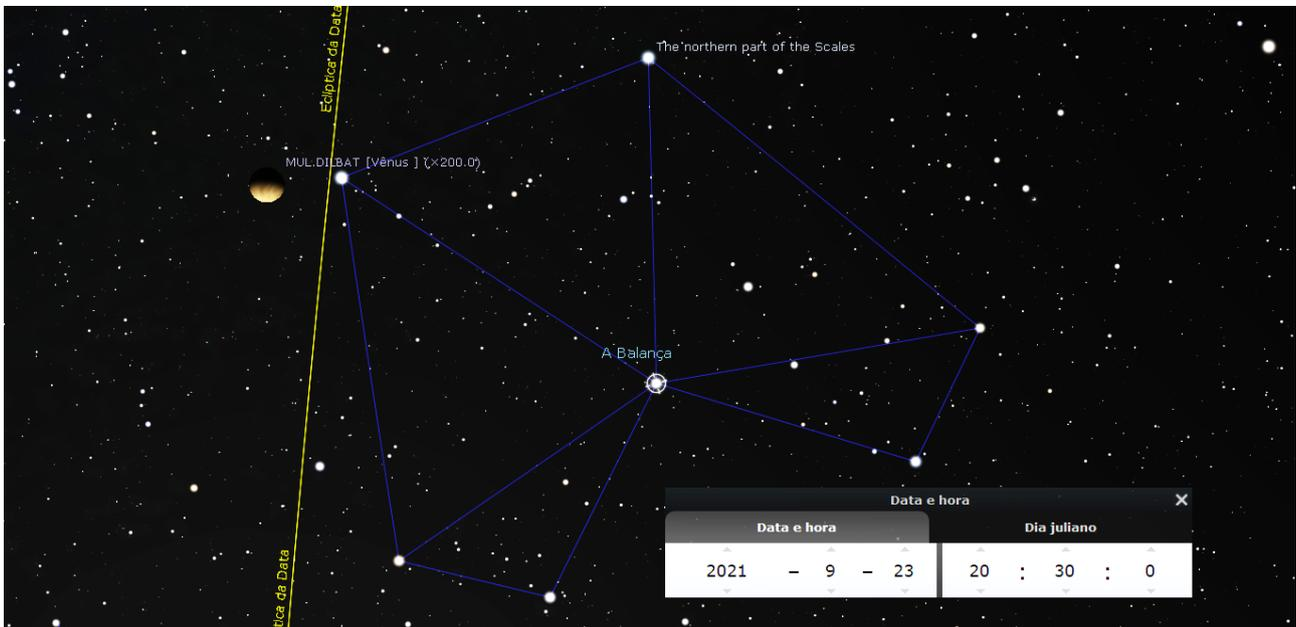 Eclíptica da Data
The northern part of the Scales
MUL.DILBAT [Vênus ] (×200.0)
A Balança
tica da Data
Data e hora ×
Data e hora Dia juliano
2021 – 9 – 23 20 : 30 : 0